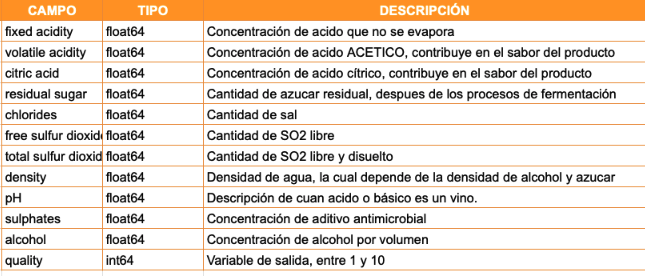 CAMPO TIPO DESCRIPCIÓN
fixed acidity float64 Concentración de acido que no se evapora
volatile acidity float64 Concentración de acido ACETICO, contribuye en el sabor del producto
citric acid float64 Concentración de acido cítrico, contribuye en el sabor del producto
residual sugar float64 Cantidad de azucar residual, despues de los procesos de fermentación
chlorides float64 Cantidad de sal
free sulfur dioxide float64 Cantidad de SO2 libre
total sulfur dioxid float64 Cantidad de SO2 libre y disuelto
density float64 Densidad de agua, la cual depende de la densidad de alcohol y azucar
pH float64 Descripción de cuan acido o básico es un vino.
sulphates float64 Concentración de aditivo antimicrobial
alcohol float64 Concentración de alcohol por volumen
quality int64 Variable de salida, entre 1 y 10